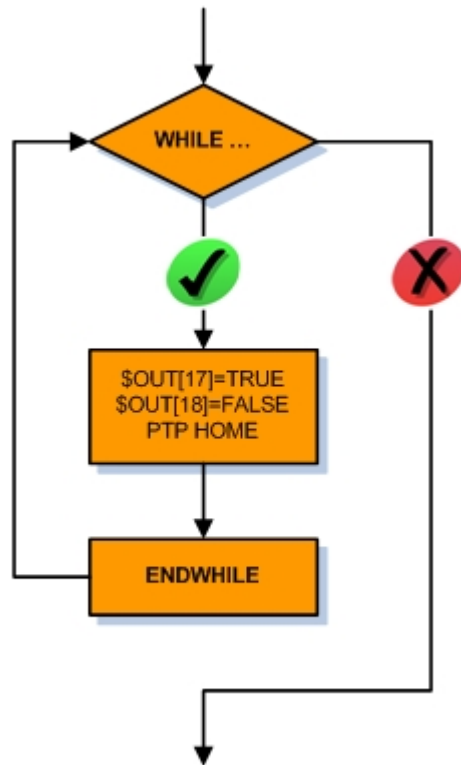 WHILE ...
$OUT[17]=TRUE
$OUT[18]=FALSE
PTP HOME
ENDWHILE